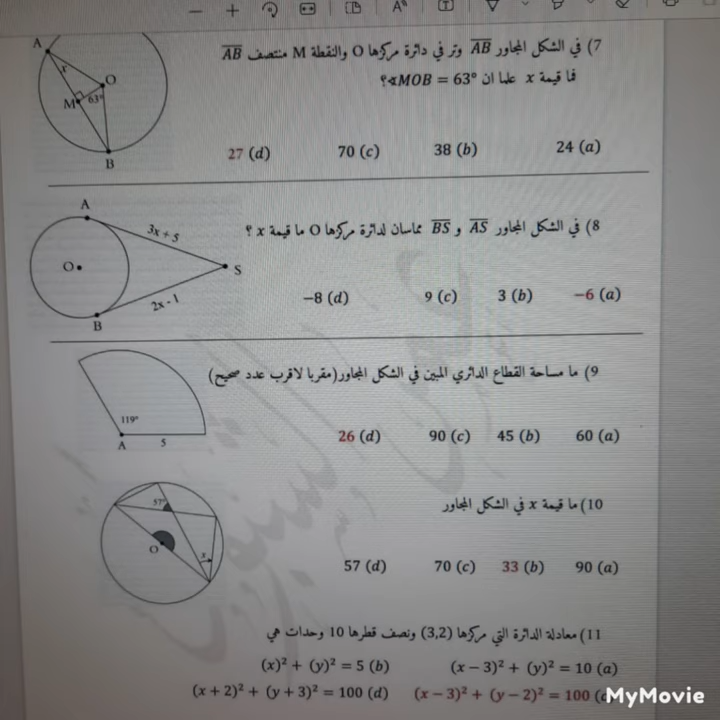 7) في الشكل المجاور AB وتر في دائرة مركزها O والنقطة M منتصف AB
فما قيمة x علما ان ∢MOB = 63°؟
24 (a) 38 (b) 70 (c) 27 (d)
A
x
O
M
63°
B
8) في الشكل المجاور AS و BS مماسان لدائرة مركزها O ما قيمة x ؟
−6 (a) 3 (b) 9 (c) −8 (d)
A
3x + 5
O
S
2x - 1
B
9) ما مساحة القطاع الدائري المبين في الشكل المجاور(مقربا لاقرب عدد صحيح)
60 (a) 45 (b) 90 (c) 26 (d)
119°
A
5
10) ما قيمة x في الشكل المجاور
90 (a) 33 (b) 70 (c) 57 (d)
57°
O
x
11) معادلة الدائرة التي مركزها (3,2) ونصف قطرها 10 وحدات هي
(x − 3)² + (y)² = 10 (a) (x)² + (y)² = 5 (b)
(x − 3)² + (y − 2)² = 100 (c) (x + 2)² + (y + 3)² = 100 (d)
MyMovie